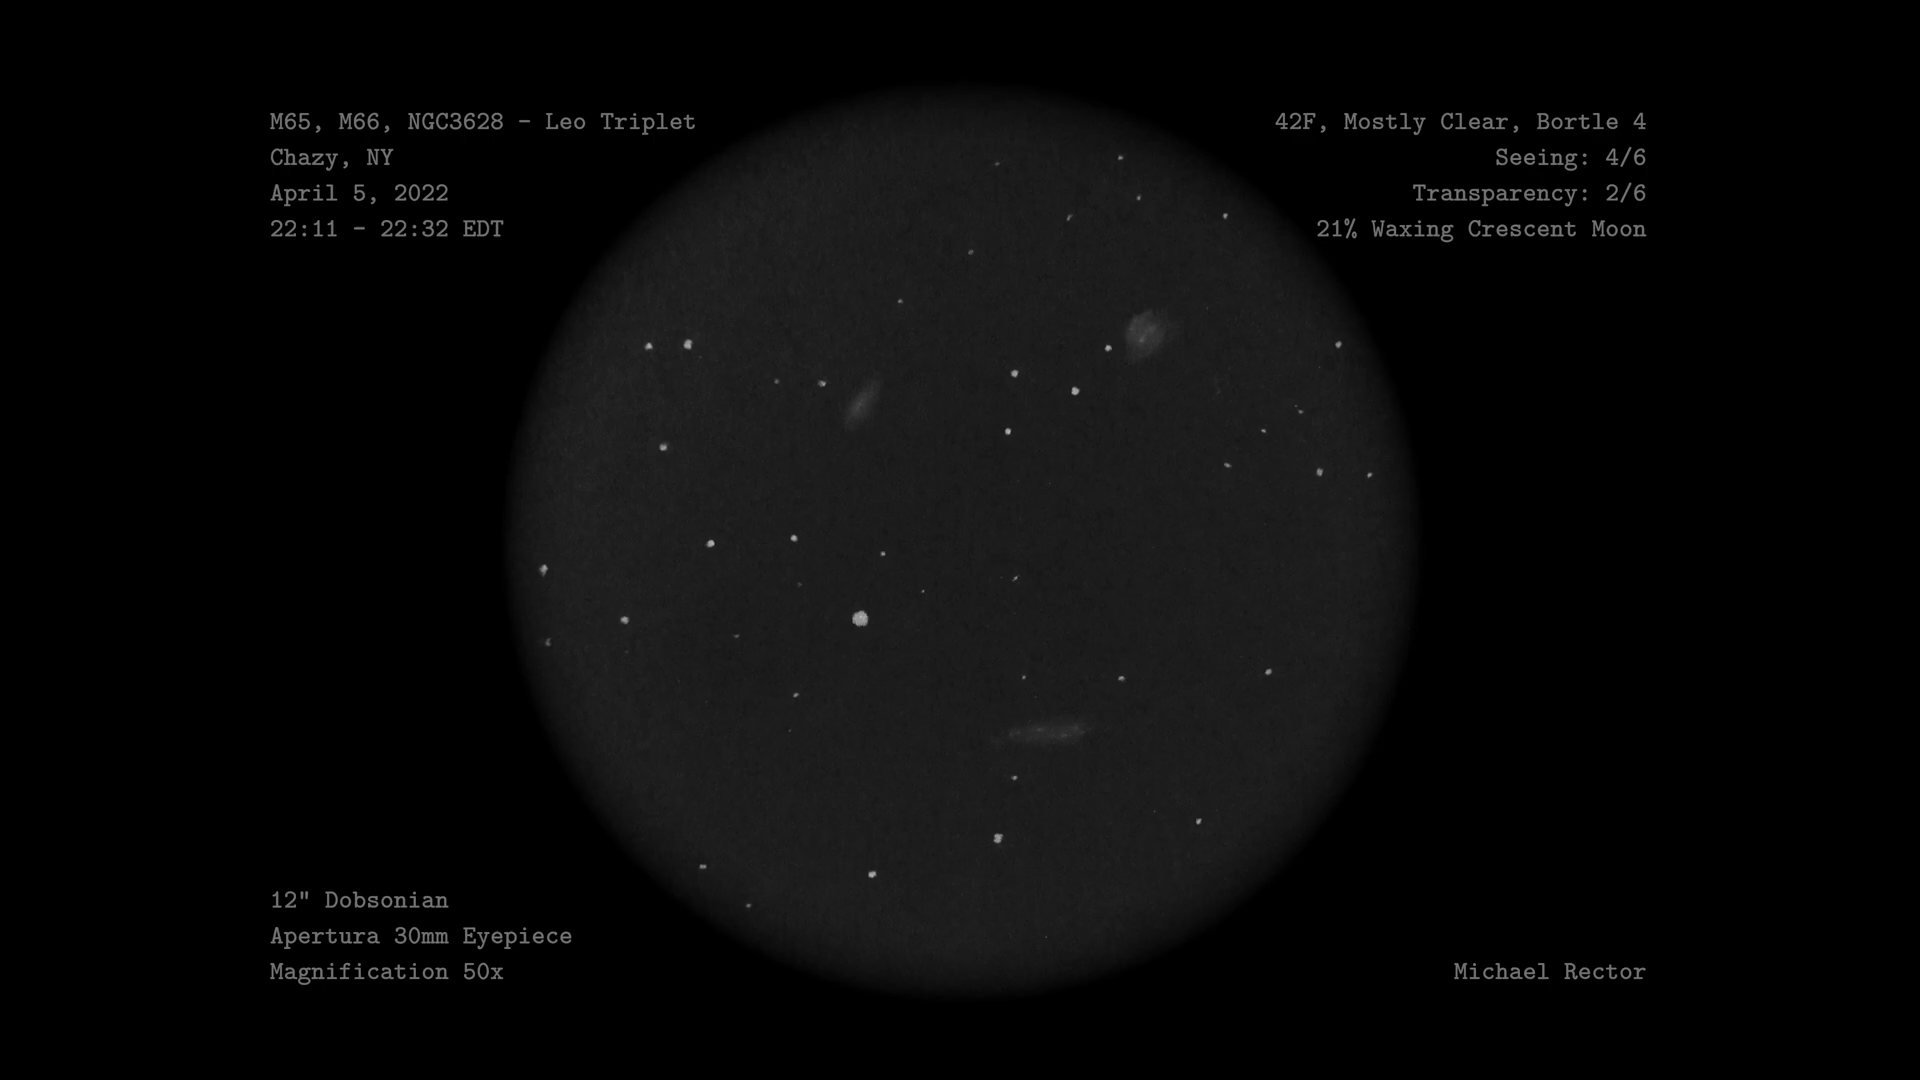 M65, M66, NGC3628 - Leo Triplet
Chazy, NY
April 5, 2022
22:11 - 22:32 EDT
42F, Mostly Clear, Bortle 4
Seeing: 4/6
Transparency: 2/6
21% Waxing Crescent Moon
12" Dobsonian
Apertura 30mm Eyepiece
Magnification 50x
Michael Rector